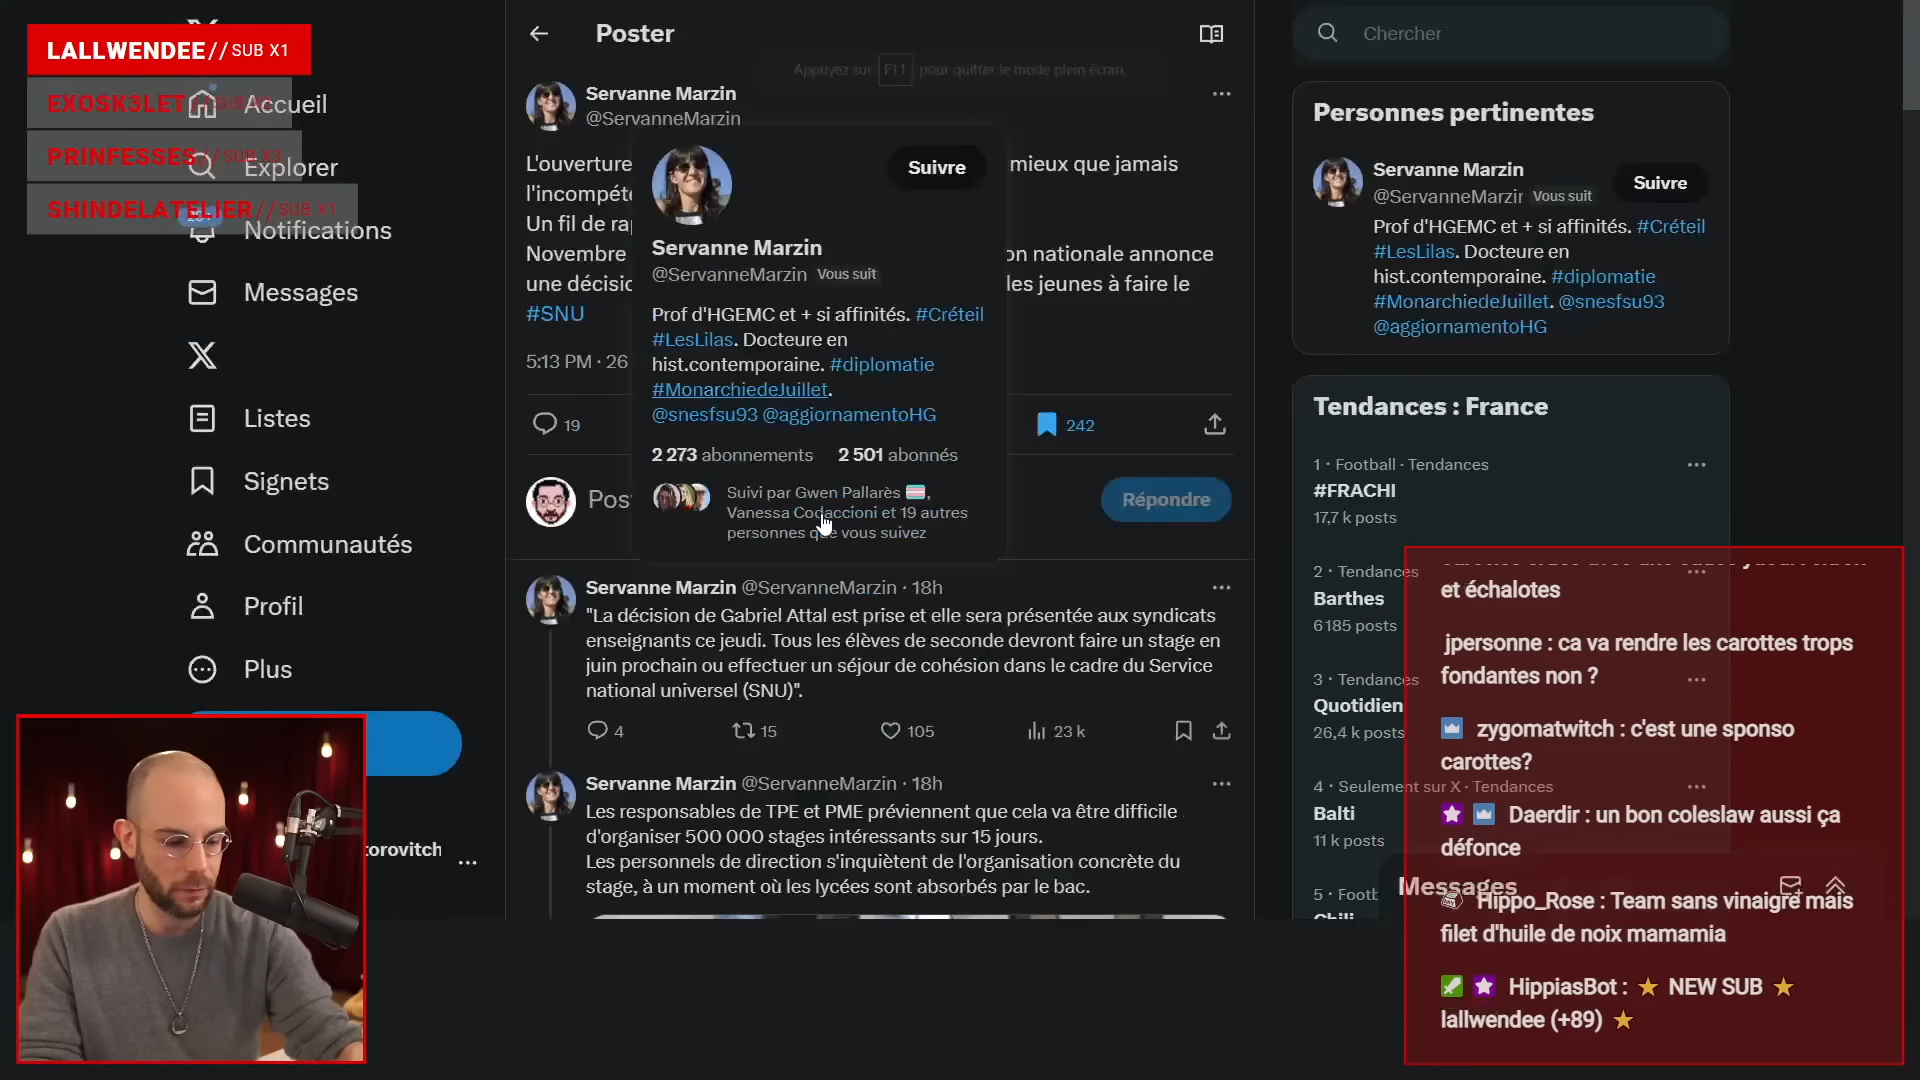 LALLWENDEE// SUB X1
EXOSK3LET
PRINFESSES// SUB X3
SHINDELATELIER// SUB X1
Accueil
Explorer
Notifications
Messages
Listes
Signets
Communautés
Profil
Plus
torovitch
Poster
Appuyez sur F11 pour quitter le mode plein écran.
Servanne Marzin
@ServanneMarzin
L'ouverture
mieux que jamais
l'incompéte
Un fil de ra
Novembre
on nationale annonce
une décisio
les jeunes à faire le
#SNU
5:13 PM · 26
19
242
Suivre
Servanne Marzin
@ServanneMarzin Vous suit
Prof d'HGEMC et + si affinités. #Créteil
#LesLilas. Docteure en
hist.contemporaine. #diplomatie
#MonarchiedeJuillet.
@snesfsu93 @aggiornamentoHG
2 273 abonnements 2 501 abonnés
Suivi par Gwen Pallarès
Vanessa Codaccioni et 19 autres
personnes que vous suivez
Pos
Répondre
Servanne Marzin @ServanneMarzin · 18h
"La décision de Gabriel Attal est prise et elle sera présentée aux syndicats
enseignants ce jeudi. Tous les élèves de seconde devront faire un stage en
juin prochain ou effectuer un séjour de cohésion dans le cadre du Service
national universel (SNU)".
4 15 105 23 k
Servanne Marzin @ServanneMarzin · 18h
Les responsables de TPE et PME préviennent que cela va être difficile
d'organiser 500 000 stages intéressants sur 15 jours.
Les personnels de direction s'inquiètent de l'organisation concrète du
stage, à un moment où les lycées sont absorbés par le bac.
Chercher
Personnes pertinentes
Servanne Marzin
@ServanneMarzin Vous suit
Suivre
Prof d'HGEMC et + si affinités. #Créteil
#LesLilas. Docteure en
hist.contemporaine. #diplomatie
#MonarchiedeJuillet. @snesfsu93
@aggiornamentoHG
Tendances : France
1 · Football · Tendances
#FRACHI
17,7 k posts
2 · Tendances
Barthes
6 185 posts
3 · Tendances
Quotidien
26,4 k posts
4 · Seulement sur X · Tendances
Balti
11 k posts
5 · Footb
Chili
Messages
et échalotes
jpersonne : ca va rendre les carottes trops
fondantes non ?
zygomatwitch : c'est une sponso
carottes?
Daerdir : un bon coleslaw aussi ça
défonce
Hippo_Rose : Team sans vinaigre mais
filet d'huile de noix mamamia
HippiasBot : ★ NEW SUB ★
lallwendee (+89) ★